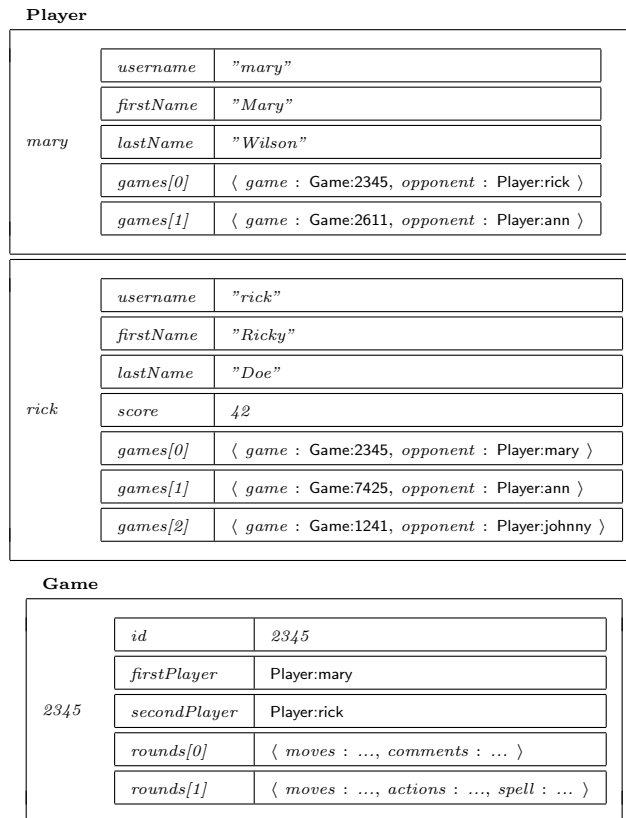 Player
mary
username "mary"
firstName "Mary"
lastName "Wilson"
games[0] ⟨ game : Game:2345, opponent : Player:rick ⟩
games[1] ⟨ game : Game:2611, opponent : Player:ann ⟩
rick
username "rick"
firstName "Ricky"
lastName "Doe"
score 42
games[0] ⟨ game : Game:2345, opponent : Player:mary ⟩
games[1] ⟨ game : Game:7425, opponent : Player:ann ⟩
games[2] ⟨ game : Game:1241, opponent : Player:johnny ⟩
Game
2345
id 2345
firstPlayer Player:mary
secondPlayer Player:rick
rounds[0] ⟨ moves : ..., comments : ... ⟩
rounds[1] ⟨ moves : ..., actions : ..., spell : ... ⟩